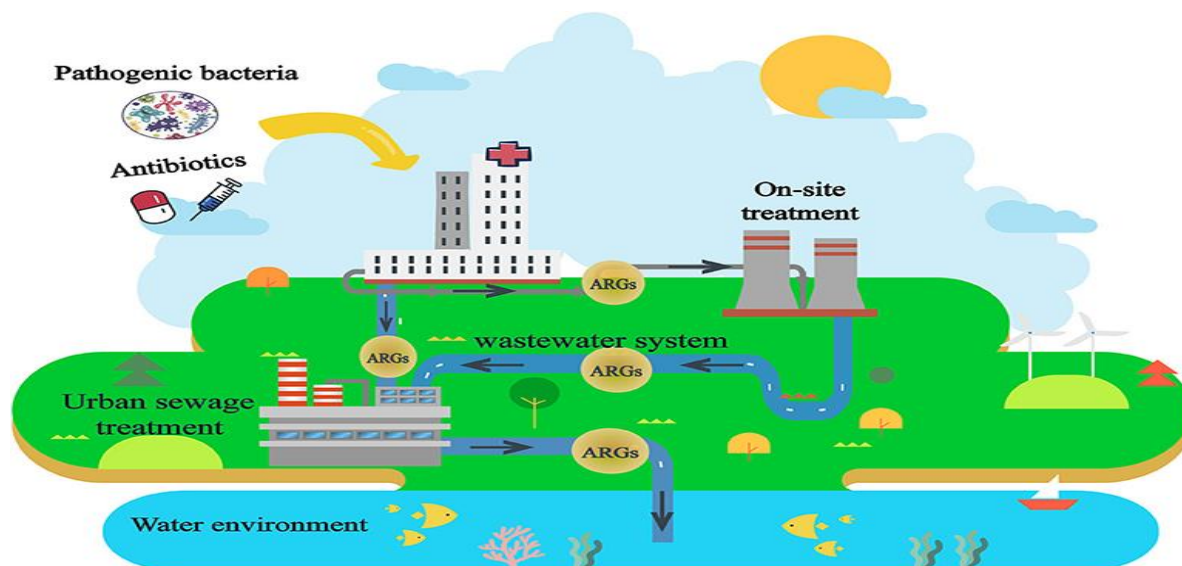 Pathogenic bacteria
Antibiotics
On-site
treatment
ARGs
wastewater system
ARGs
ARGs
Urban sewage
treatment
ARGs
Water environment